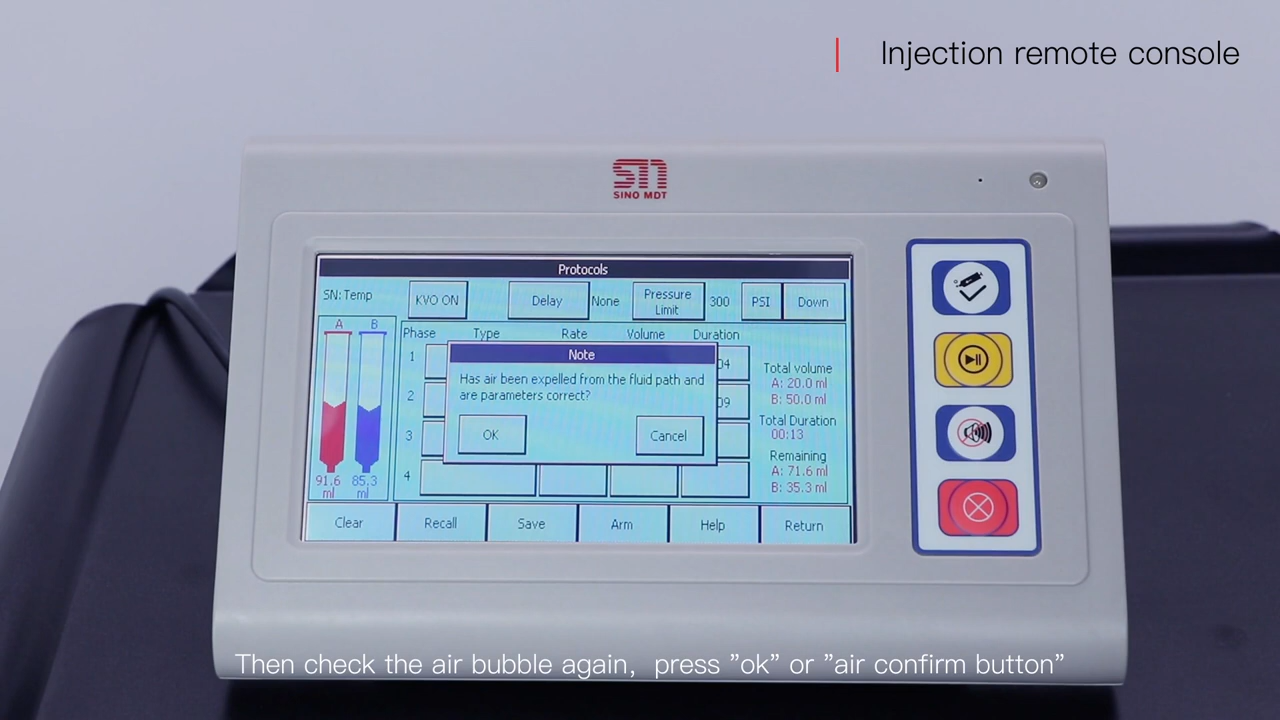 Injection remote console
SINO MDT
Protocols
SN: Temp
KVO ON
Delay
None
Pressure
Limit
300
PSI
Down
A
B
Phase
Type
Rate
Volume
Duration
1
04
2
09
3
4
Note
Has air been expelled from the fluid path and
are parameters correct?
OK
Cancel
Total volume
A: 20.0 ml
B: 50.0 ml
Total Duration
00:13
Remaining
A: 71.6 ml
B: 35.3 ml
91.6
ml
85.3
ml
Clear
Recall
Save
Arm
Help
Return
Then check the air bubble again, press "ok" or "air confirm button"